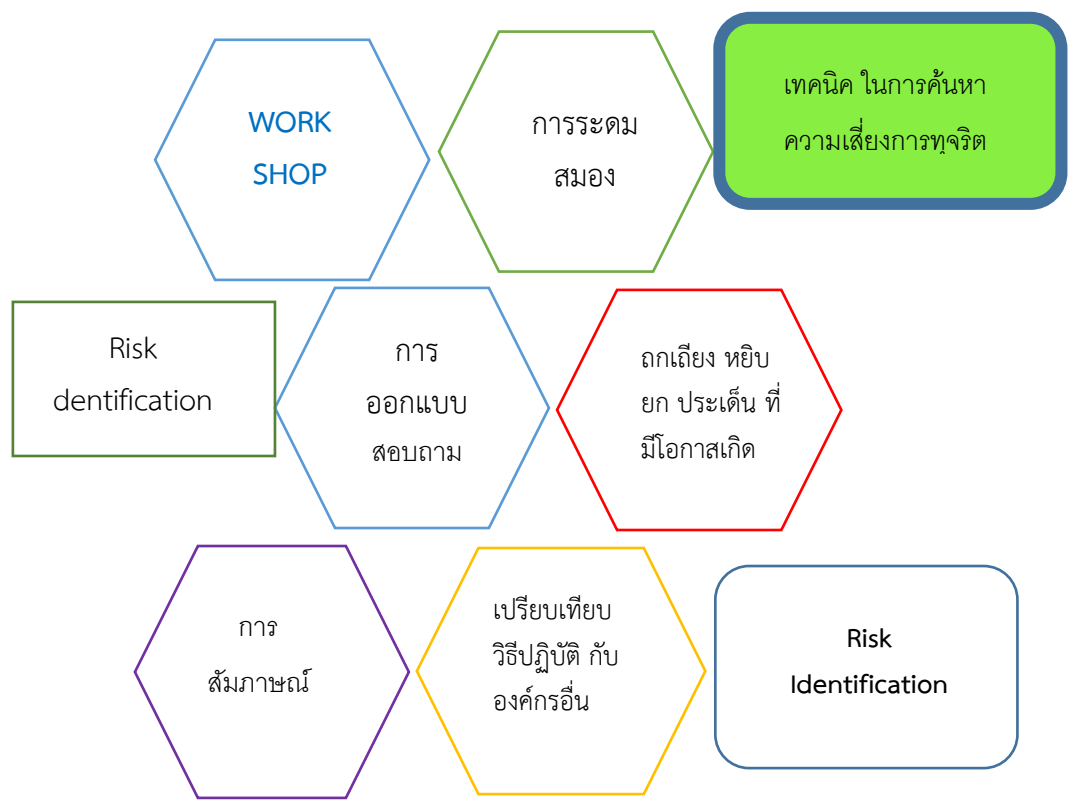 WORK
SHOP
การระดม
สมอง
เทคนิค ในการค้นหา
ความเสี่ยงการทุจริต
Risk
dentification
การ
ออกแบบ
สอบถาม
ถกเถียง หยิบ
ยก ประเด็น ที่
มีโอกาสเกิด
การ
สัมภาษณ์
เปรียบเทียบ
วิธีปฏิบัติ กับ
องค์กรอื่น
Risk
Identification